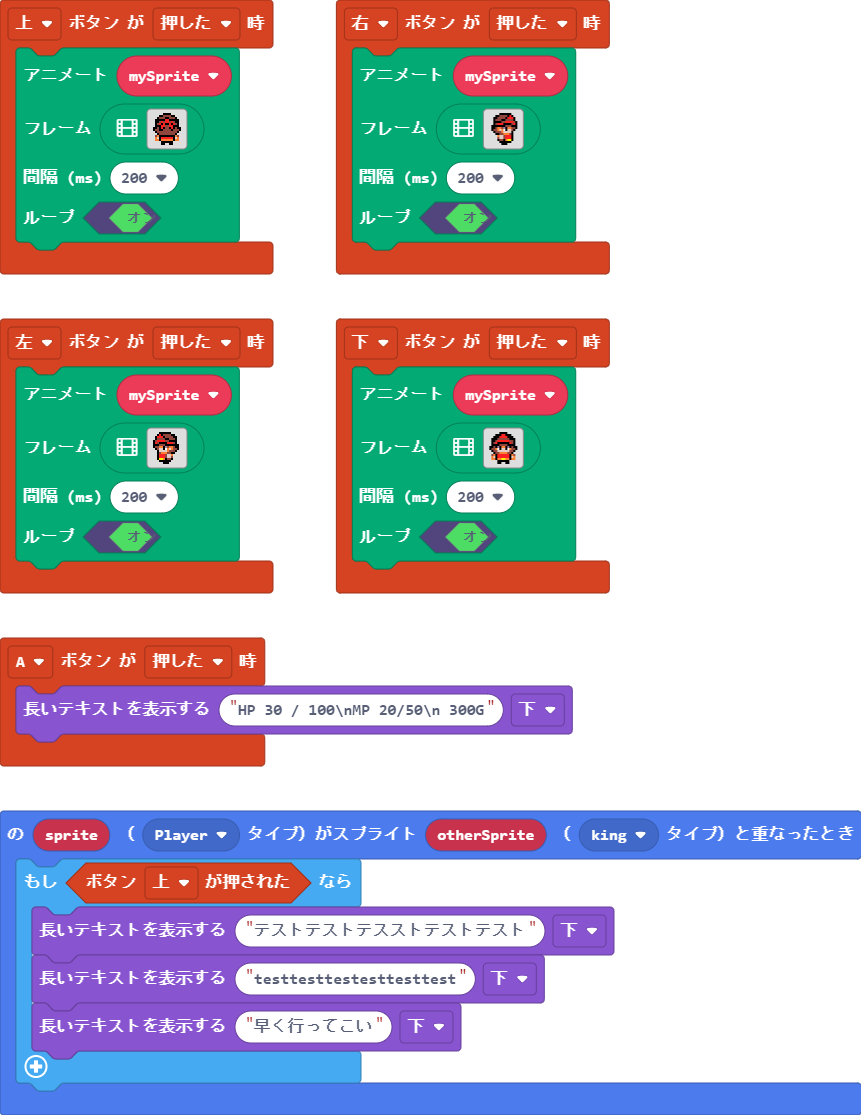 上 ボタン が 押した 時
アニメート mySprite
フレーム
間隔 (ms) 200
ループ オン
右 ボタン が 押した 時
アニメート mySprite
フレーム
間隔 (ms) 200
ループ オン
左 ボタン が 押した 時
アニメート mySprite
フレーム
間隔 (ms) 200
ループ オン
下 ボタン が 押した 時
アニメート mySprite
フレーム
間隔 (ms) 200
ループ オン
A ボタン が 押した 時
長いテキストを表示する "HP 30 / 100\nMP 20/50\n 300G" 下
の sprite ( Player タイプ) がスプライト otherSprite ( king タイプ) と重なったとき
もし ボタン 上 が押された なら
長いテキストを表示する "テストテストテスストテストテスト" 下
長いテキストを表示する "testtesttestesttesttest" 下
長いテキストを表示する "早く行ってこい" 下